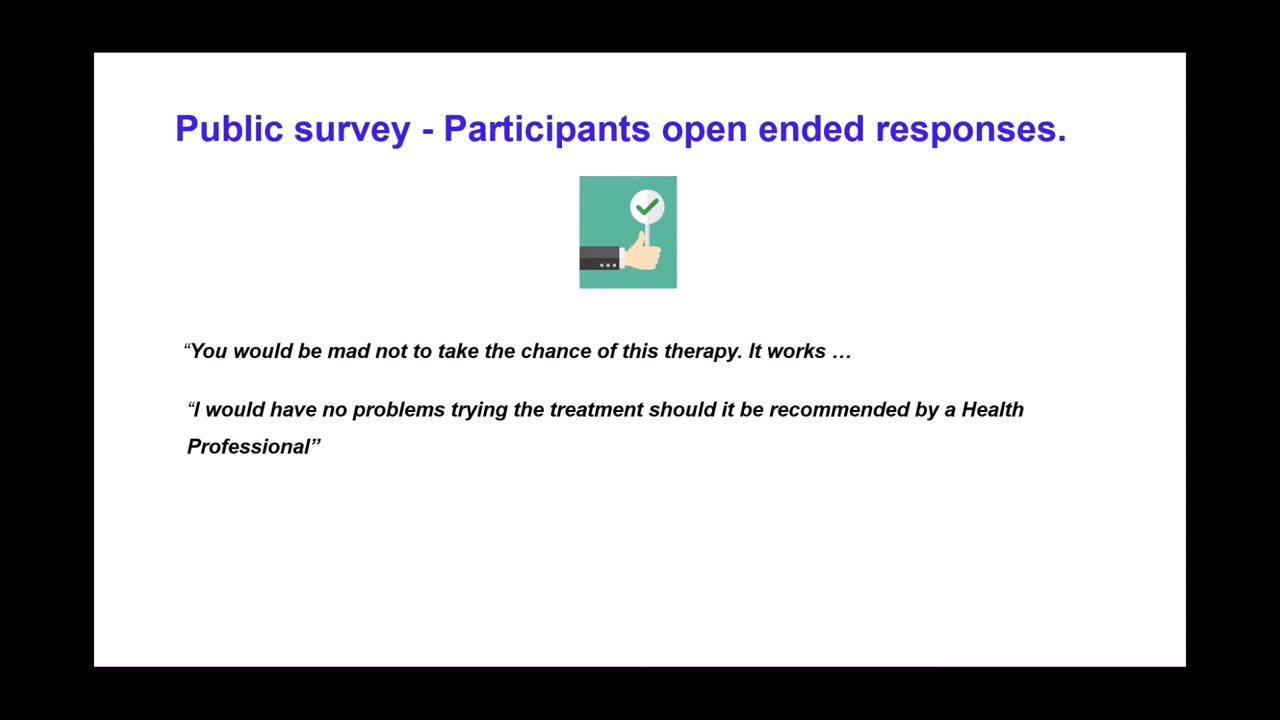 Public survey - Participants open ended responses.
“You would be mad not to take the chance of this therapy. It works …
“I would have no problems trying the treatment should it be recommended by a Health
Professional”